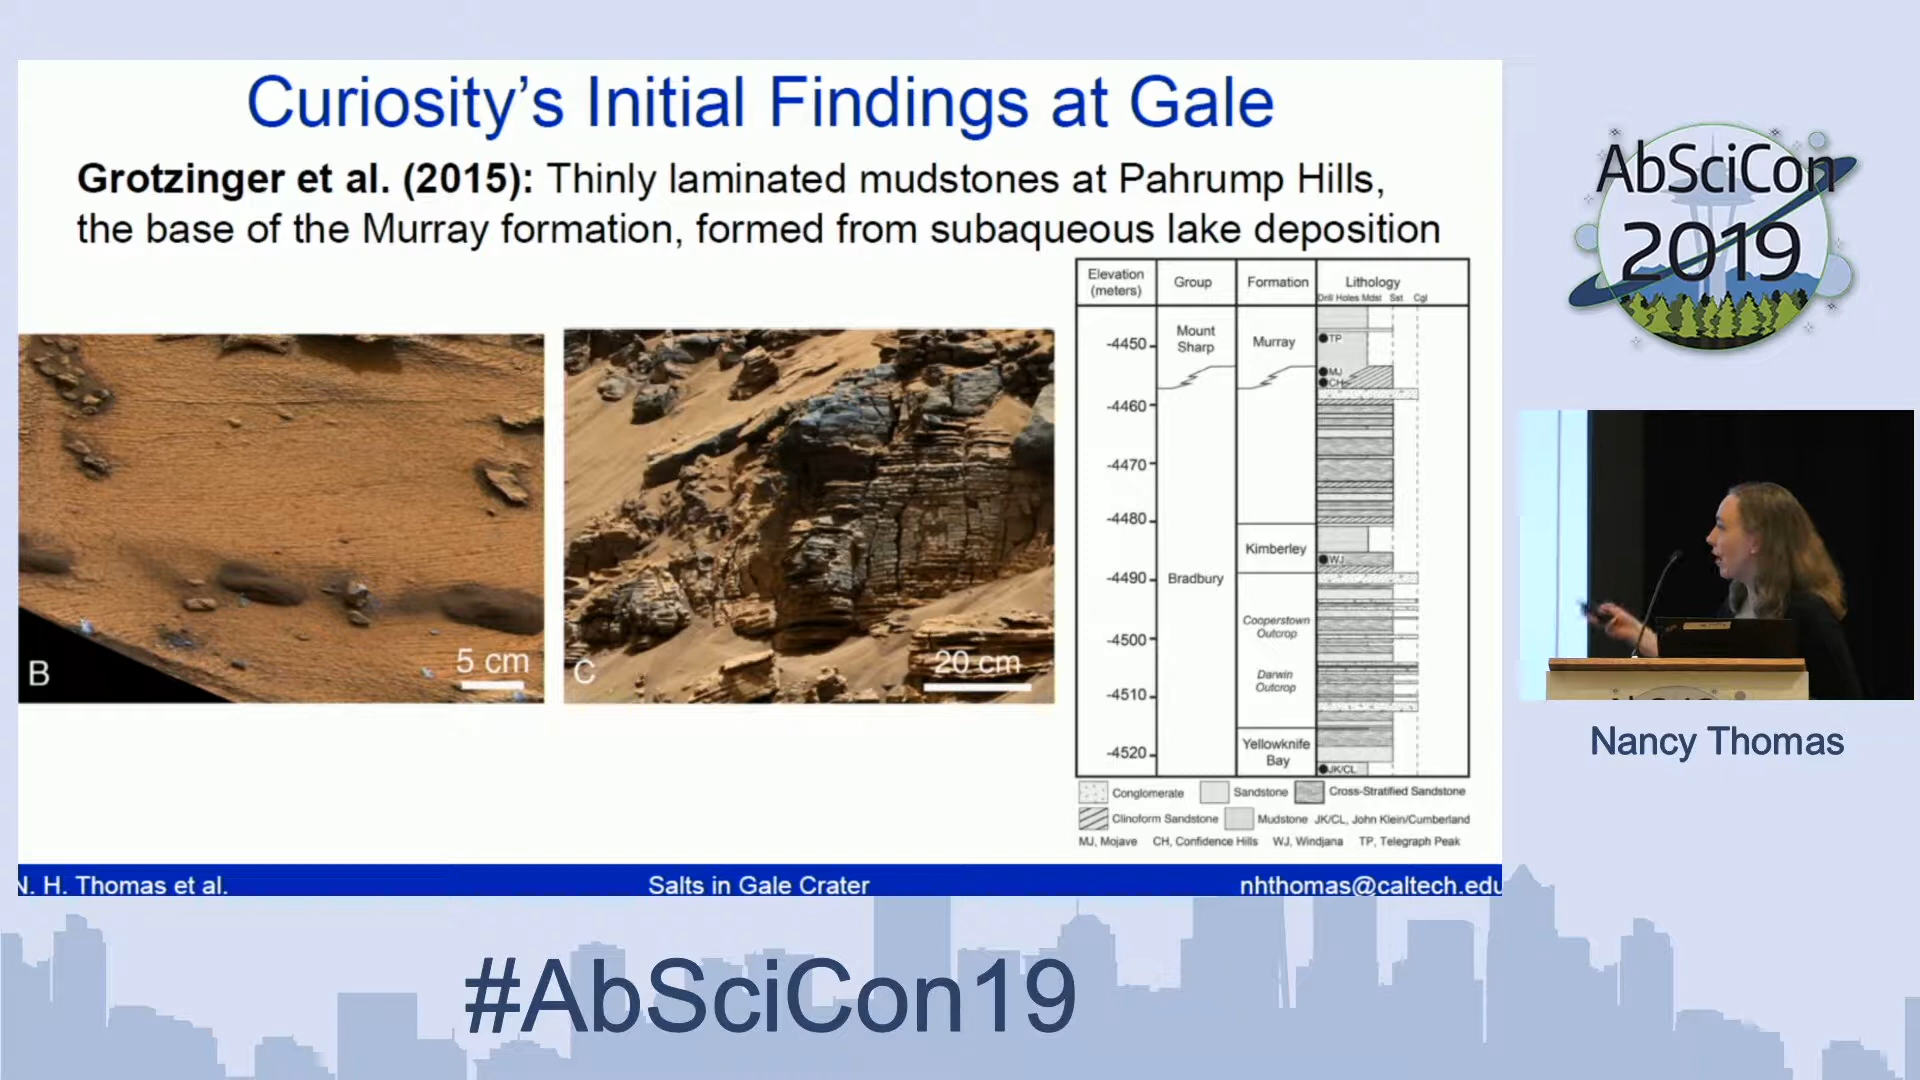 Curiosity's Initial Findings at Gale
Grotzinger et al. (2015): Thinly laminated mudstones at Pahrump Hills,
the base of the Murray formation, formed from subaqueous lake deposition
B
5 cm
C
20 cm
Elevation
(meters)
Group
Formation
Lithology
Drill Holes Mdst Sst Cgl
-4450
-4460
-4470
-4480
-4490
-4500
-4510
-4520
Mount
Sharp
Bradbury
Murray
Kimberley
Cooperstown
Outcrop
Darwin
Outcrop
Yellowknife
Bay
TP
MJ
CH
WJ
JK/CL
Conglomerate Sandstone Cross-Stratified Sandstone
Clinoform Sandstone Mudstone JK/CL, John Klein/Cumberland
MJ, Mojave CH, Confidence Hills WJ, Windjana TP, Telegraph Peak
N. H. Thomas et al.
Salts in Gale Crater
nhthomas@caltech.edu
AbSciCon
2019
Nancy Thomas
#AbSciCon19